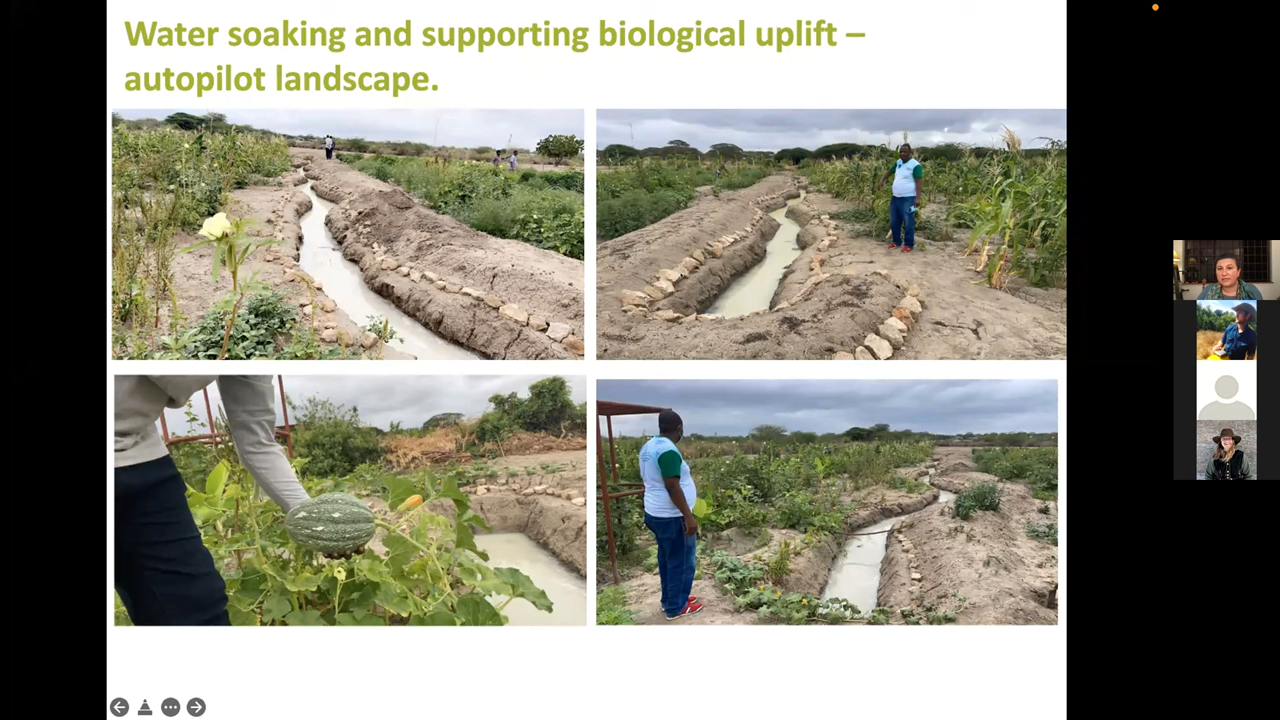 Water soaking and supporting biological uplift –
autopilot landscape.